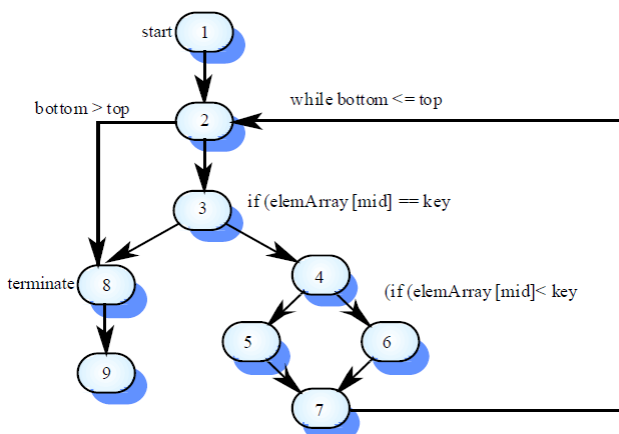 start
1
bottom > top
while bottom <= top
2
3
if (elemArray [mid] == key
terminate
8
4
(if (elemArray [mid]< key
9
5
6
7